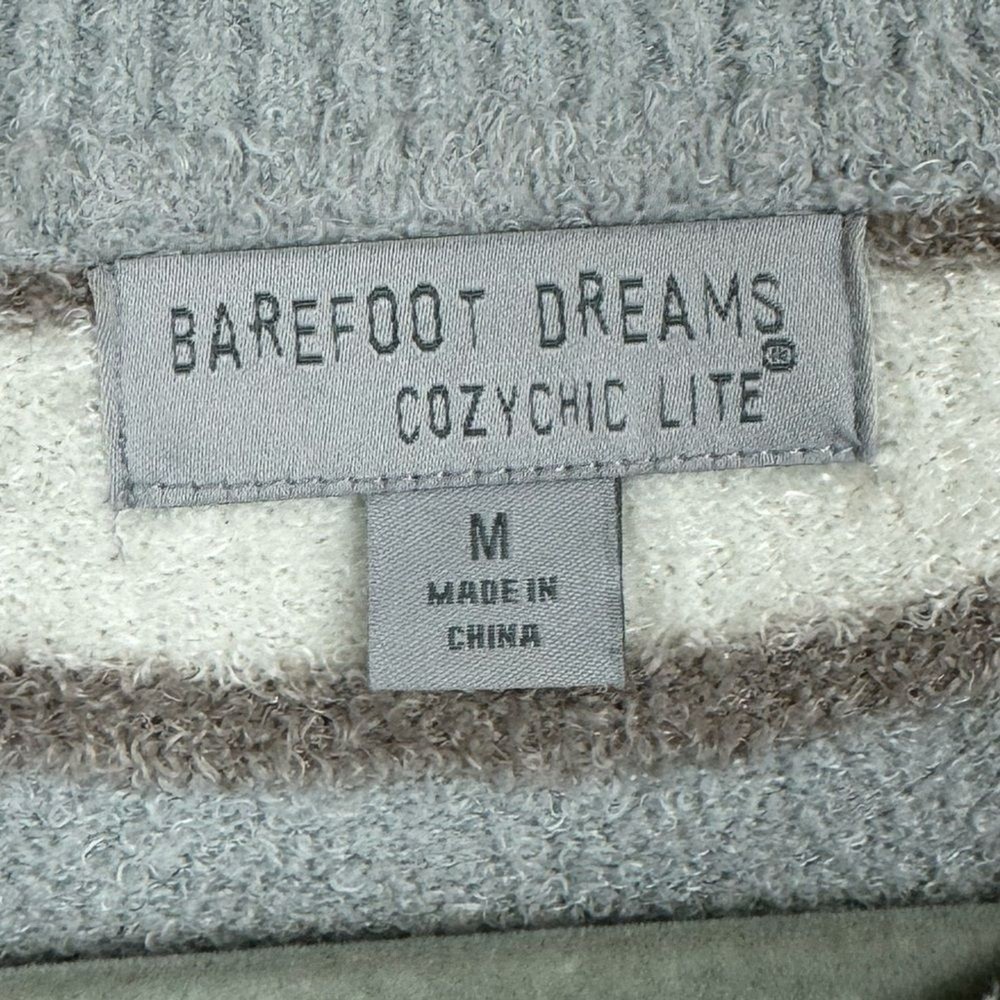 BAREFOOT DREAMS®
COZYCHIC LITE
M
MADE IN
CHINA